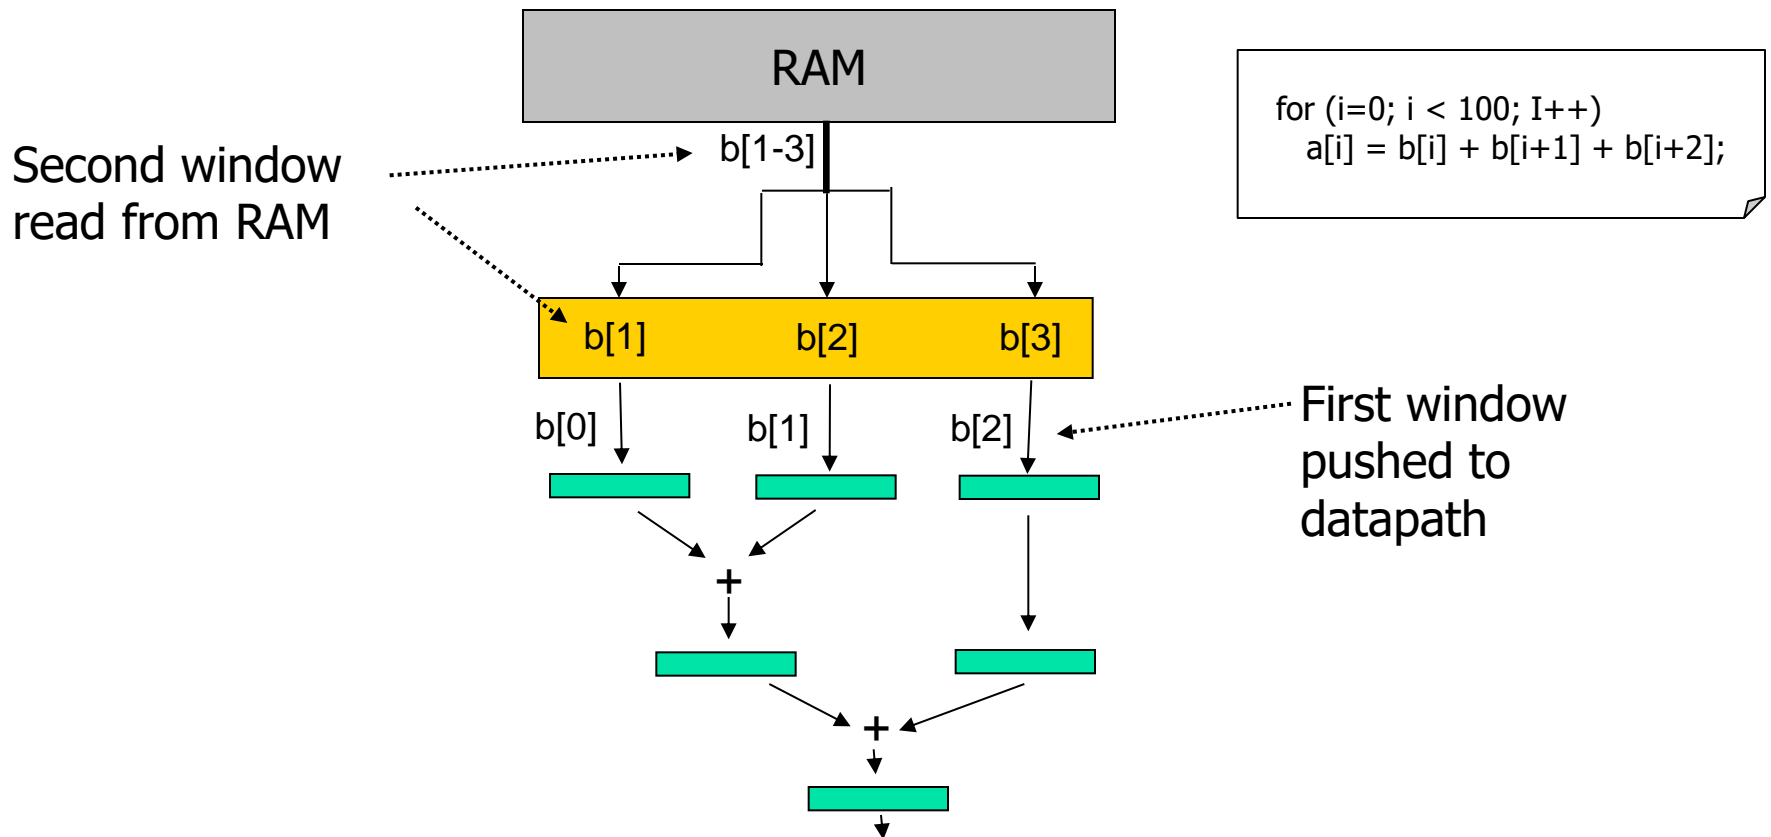 RAM
for (i=0; i < 100; I++)
a[i] = b[i] + b[i+1] + b[i+2];
Second window
read from RAM
b[1-3]
b[1] b[2] b[3]
b[0] b[1] b[2]
First window
pushed to
datapath
+
+